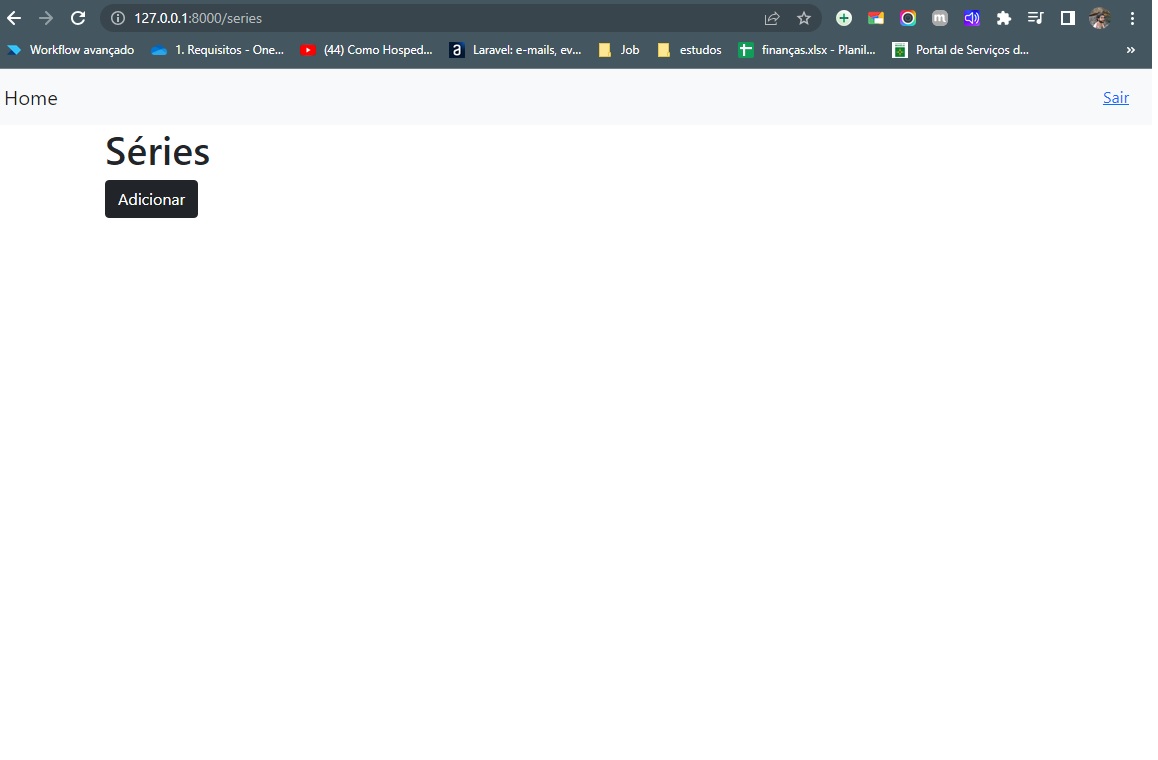 127.0.0.1:8000/series
Workflow avançado 1. Requisitos - One... (44) Como Hosped... a Laravel: e-mails, ev... Job estudos finanças.xlsx - Planil... Portal de Serviços d... »
Home Sair
Séries
Adicionar